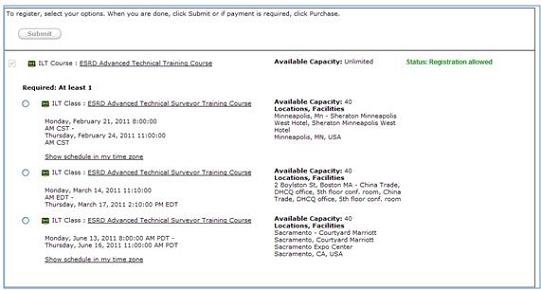 To register, select your options. When you are done, click Submit or if payment is required, click Purchase.
Submit
ILT Course : ESRD Advanced Technical Training Course
Available Capacity: Unlimited
Status: Registration allowed
Required: At least 1
ILT Class : ESRD Advanced Technical Surveyor Training Course
Available Capacity: 40
Locations, Facilities
Minneapolis, Mn - Sheraton Minneapolis
West Hotel, Sheraton Minneapolis West
Hotel
Minneapolis, MN, USA
Monday, February 21, 2011 8:00:00
AM CST -
Thursday, February 24, 2011 11:00:00
AM CST
Show schedule in my time zone
ILT Class : ESRD Advanced Technical Surveyor Training Course
Available Capacity: 40
Locations, Facilities
2 Boylston St, Boston MA - China Trade,
DHCQ office, 5th floor conf. room, China
Trade, DHCQ office, 5th floor conf. room
Monday, March 14, 2011 11:10:00
AM EDT -
Thursday, March 17, 2011 2:10:00 PM EDT
ILT Class : ESRD Advanced Technical Surveyor Training Course
Available Capacity: 40
Locations, Facilities
Sacramento - Courtyard Marriott
Sacramento, Courtyard Marriott
Sacramento Expo Center
Sacramento, CA, USA
Monday, June 13, 2011 8:00:00 AM PDT -
Thursday, June 16, 2011 11:00:00 AM PDT
Show schedule in my time zone